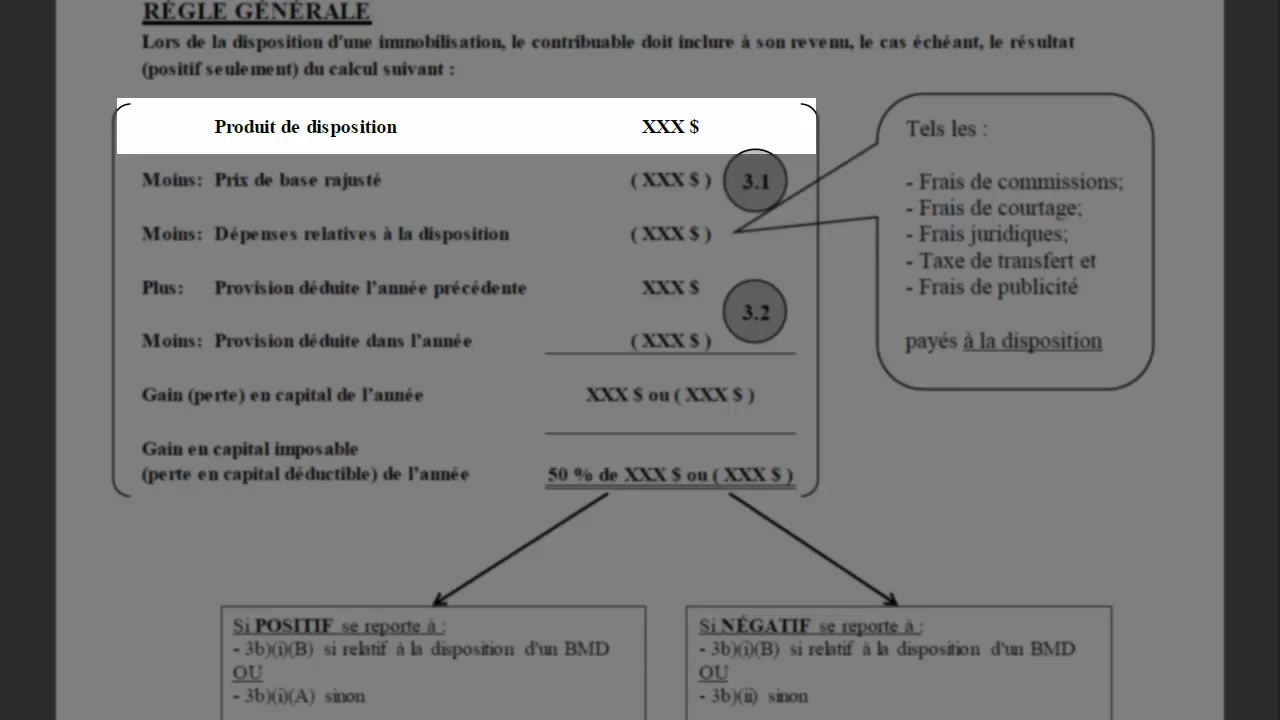 RÈGLE GÉNÉRALE
Lors de la disposition d'une immobilisation, le contribuable doit inclure à son revenu, le cas échéant, le résultat
(positif seulement) du calcul suivant :
Produit de disposition XXX $
Moins: Prix de base rajusté ( XXX $ ) 3.1
Moins: Dépenses relatives à la disposition ( XXX $ )
Plus: Provision déduite l'année précédente XXX $
3.2
Moins: Provision déduite dans l'année ( XXX $ )
Gain (perte) en capital de l'année XXX $ ou ( XXX $ )
Gain en capital imposable
(perte en capital déductible) de l'année 50 % de XXX $ ou ( XXX $ )
Tels les :
- Frais de commissions;
- Frais de courtage;
- Frais juridiques;
- Taxe de transfert et
- Frais de publicité
payés à la disposition
Si POSITIF se reporte à :
- 3b)(i)(B) si relatif à la disposition d'un BMD
OU
- 3b)(i)(A) sinon
Si NÉGATIF se reporte à :
- 3b)(i)(B) si relatif à la disposition d'un BMD
OU
- 3b)(ii) sinon